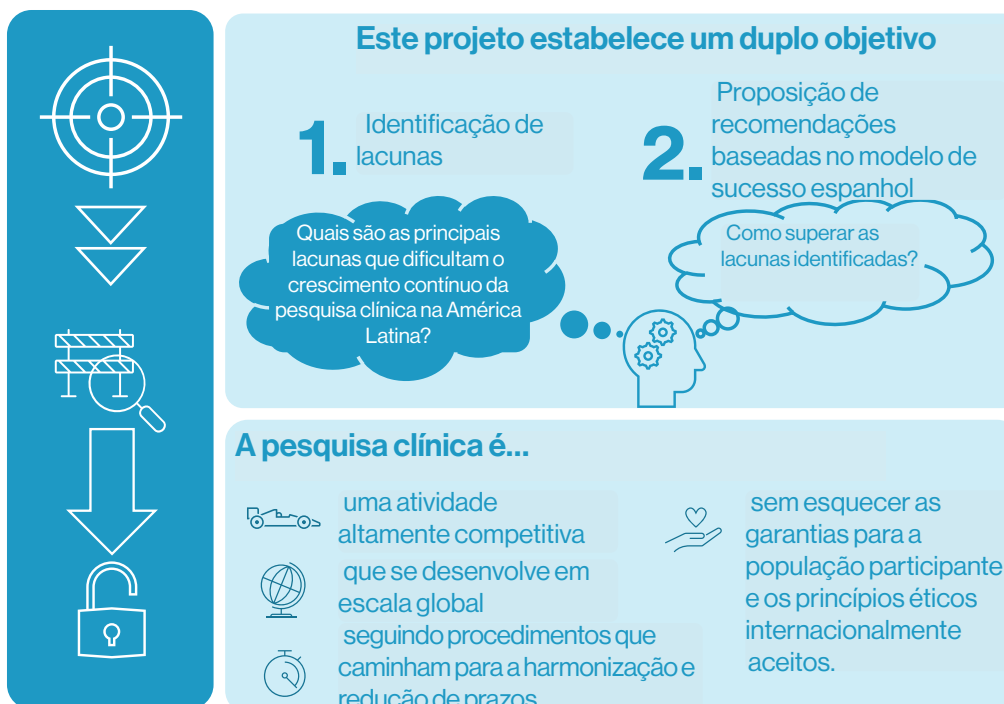 Este projeto estabelece um duplo objetivo
1.
Identificação de
lacunas
2.
Proposição de
recomendações
baseadas no modelo de
sucesso espanhol
Quais são as principais
lacunas que dificultam o
crescimento contínuo da
pesquisa clínica na América
Latina?
Como superar as
lacunas identificadas?
A pesquisa clínica é...
uma atividade
altamente competitiva
que se desenvolve em
escala global
seguindo procedimentos que
caminham para a harmonização e
redução de prazos
sem esquecer as
garantias para a
população participante
e os princípios éticos
internacionalmente
aceitos.